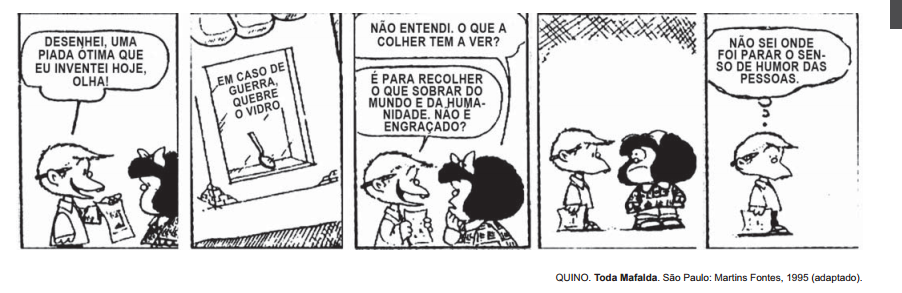 DESENHEI, UMA
PIADA ÓTIMA QUE
EU INVENTEI HOJE,
OLHA!
EM CASO DE
GUERRA,
QUEBRE
O VIDRO
NÃO ENTENDI. O QUE A
COLHER TEM A VER?
É PARA RECOLHER
O QUE SOBRAR DO
MUNDO E DA HUMA-
NIDADE. NÃO É
ENGRAÇADO?
NÃO SEI ONDE
FOI PARAR O SEN-
SO DE HUMOR DAS
PESSOAS.
QUINO. Toda Mafalda. São Paulo: Martins Fontes, 1995 (adaptado).